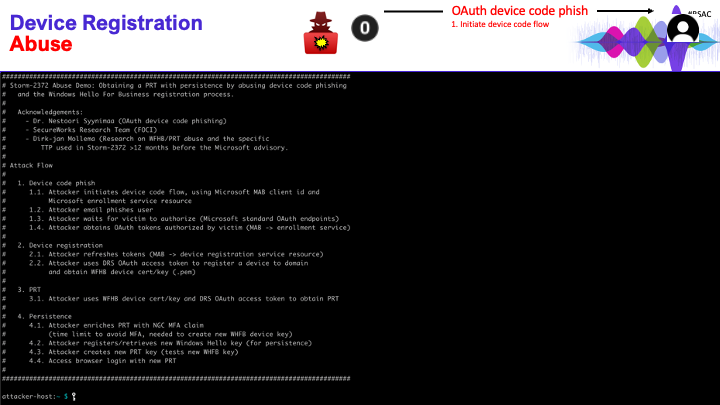 Device Registration
Abuse
0
OAuth device code phish
1. Initiate device code flow
#RSAC
################################################################################
# Storm-2372 Abuse Demo: Obtaining a PRT with persistence by abusing device code phishing
#   and the Windows Hello For Business registration process.
#
#   Acknowledgements:
#     - Dr. Nestoori Syynimaa (OAuth device code phishing)
#     - SecureWorks Research Team (FOCI)
#     - Dirk-jan Mollema (Research on WFHB/PRT abuse and the specific
#         TTP used in Storm-2372 >12 months before the Microsoft advisory.
#
# Attack Flow
#
#   1. Device code phish
#      1.1. Attacker initiates device code flow, using Microsoft MAB client id and
#           Microsoft enrollment service resource
#      1.2. Attacker email phishes user
#      1.3. Attacker waits for victim to authorize (Microsoft standard OAuth endpoints)
#      1.4. Attacker obtains OAuth tokens authorized by victim (MAB -> enrollment service)
#
#   2. Device registration
#      2.1. Attacker refreshes tokens (MAB -> device registration service resource)
#      2.2. Attacker uses DRS OAuth access token to register a device to domain
#           and obtain WFHB device cert/key (.pem)
#
#   3. PRT
#      3.1. Attacker uses WFHB device cert/key and DRS OAuth access token to obtain PRT
#
#   4. Persistence
#      4.1. Attacker enriches PRT with NGC MFA claim
#           (time limit to avoid MFA, needed to create new WHFB device key)
#      4.2. Attacker registers/retrieves new Windows Hello key (for persistence)
#      4.3. Attacker creates new PRT key (tests new WHFB key)
#      4.4. Access browser login with new PRT
#
################################################################################
attacker-host:~ $